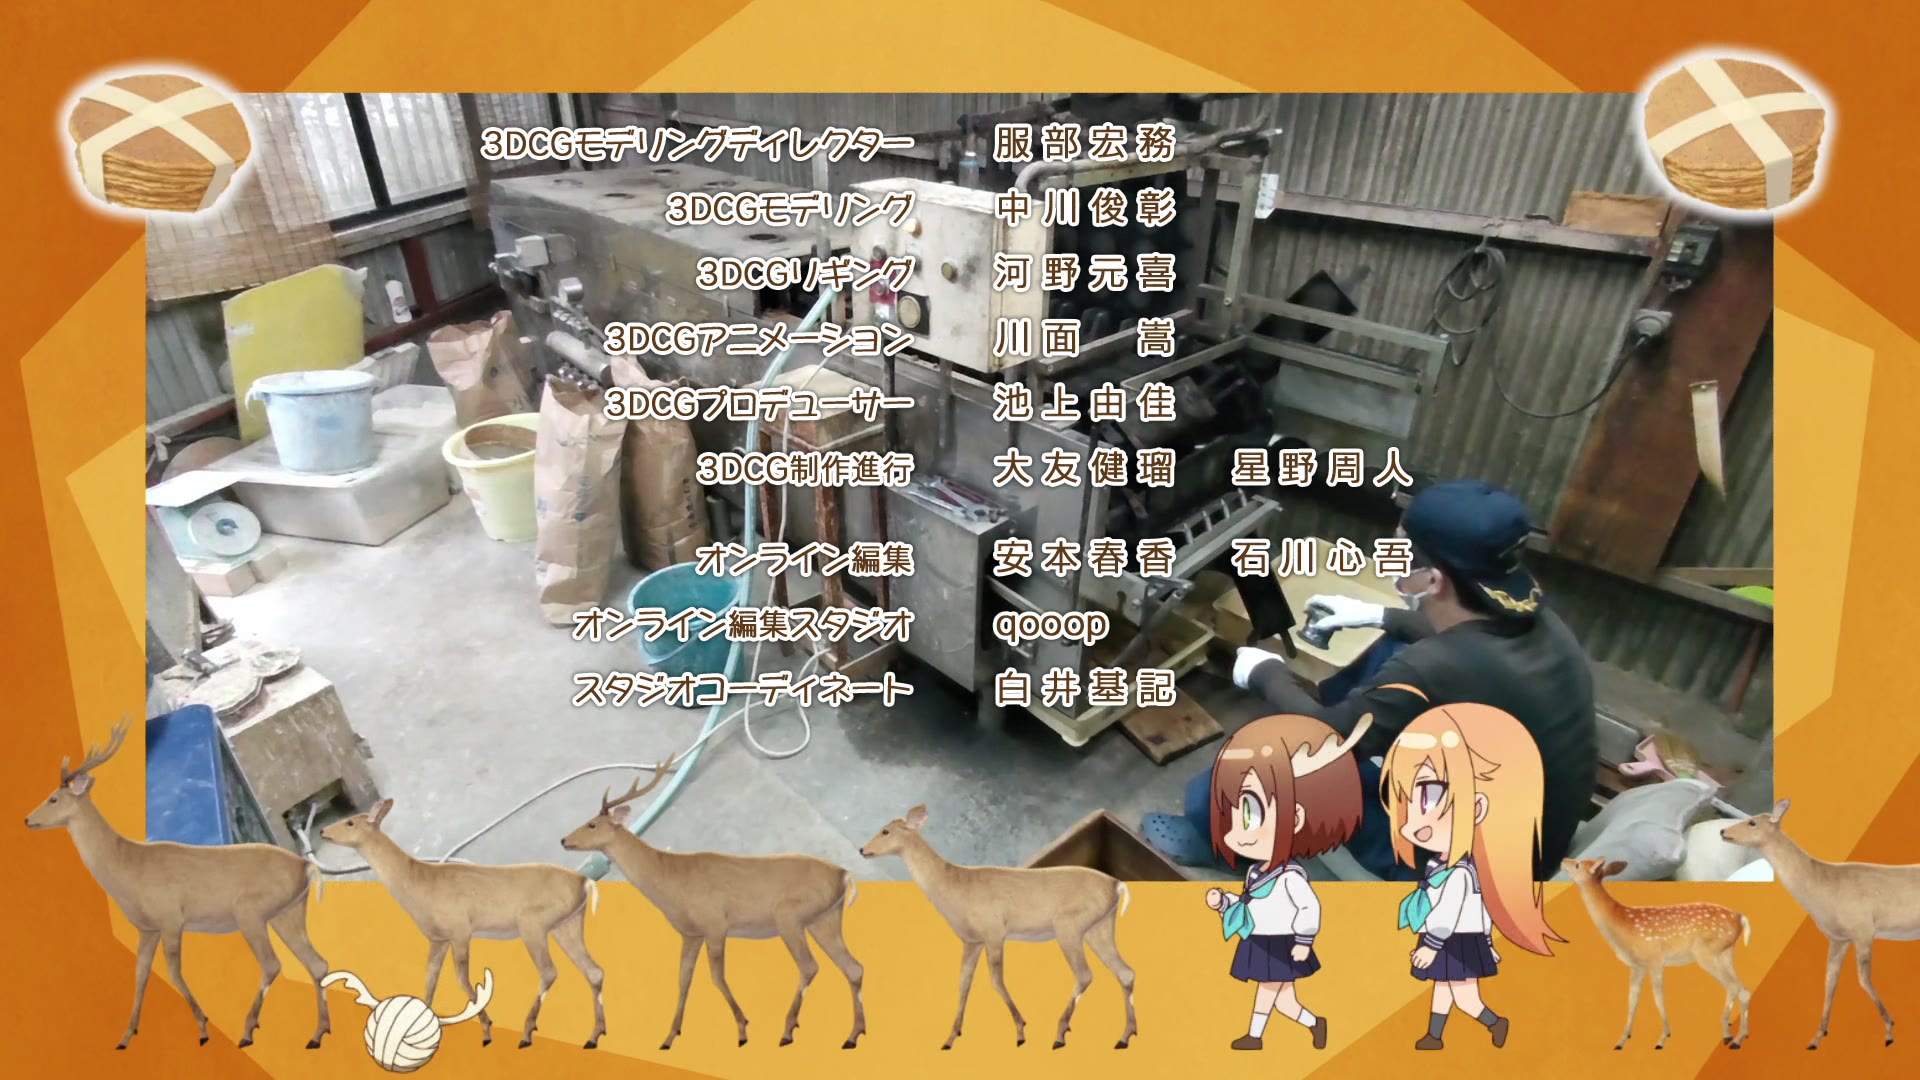 3DCGモデリングディレクター 服部宏務
3DCGモデリング 中川俊彰
3DCGリギング 河野元喜
3DCGアニメーション 川面 嵩
3DCGプロデューサー 池上由佳
3DCG制作進行 大友健瑠 星野周人
オンライン編集 安本春香 石川心吾
オンライン編集スタジオ qooop
スタジオコーディネート 白井基記